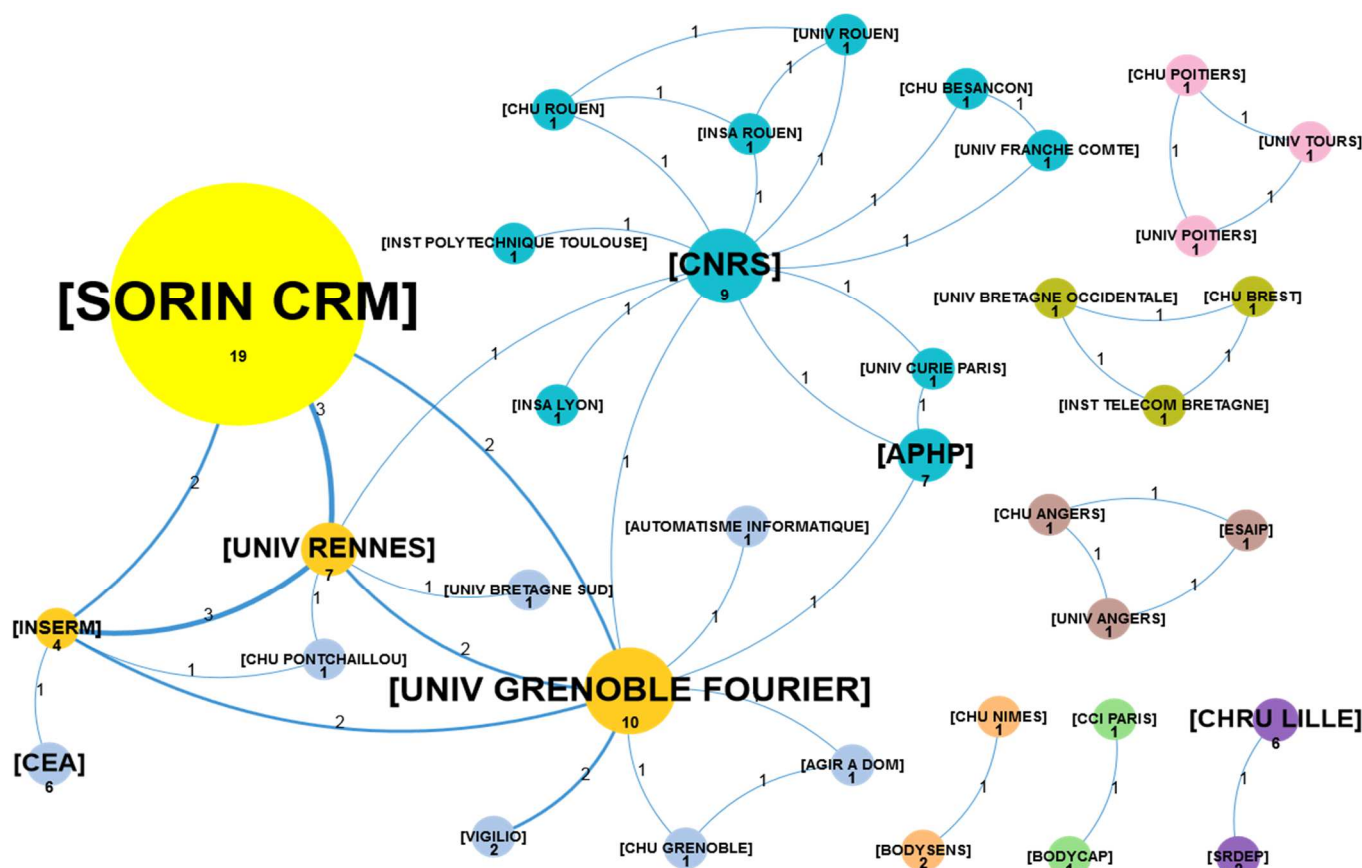 [UNIV ROUEN]
1
1
[CHU ROUEN]
1
1
[INSA ROUEN]
1
1
1
1
1
[CHU BESANCON]
1
1
[UNIV FRANCHE COMTE]
1
1
1
[CHU POITIERS]
1
1
[UNIV TOURS]
1
1
1
[UNIV POITIERS]
1
[INST POLYTECHNIQUE TOULOUSE]
1
1
[CNRS]
9
[SORIN CRM]
19
[UNIV BRETAGNE OCCIDENTALE]
1
[CHU BREST]
1
1
1
1
[INST TELECOM BRETAGNE]
1
1
1
1
1
[INSA LYON]
1
[UNIV CURIE PARIS]
1
1
[APHP]
7
3
2
2
1
[UNIV RENNES]
7
[AUTOMATISME INFORMATIQUE]
1
[CHU ANGERS]
1
1
[ESAIP]
1
1
1
[UNIV ANGERS]
1
1
[UNIV BRETAGNE SUD]
1
1
1
1
[INSERM]
4
3
2
[CHU PONTCHAILLOU]
1
1
1
[UNIV GRENOBLE FOURIER]
10
2
[CEA]
6
2
[VIGILIO]
2
1
[CHU GRENOBLE]
1
1
[AGIR A DOM]
1
[CHU NIMES]
1
1
[BODYSENS]
2
[CCI PARIS]
1
1
[BODYCAP]
[CHRU LILLE]
6
1
[SRDEP]